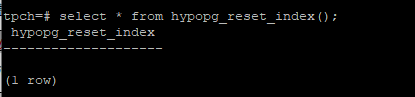 tpch=# select * from hypopg_reset_index();
 hypopg_reset_index
--------------------

(1 row)